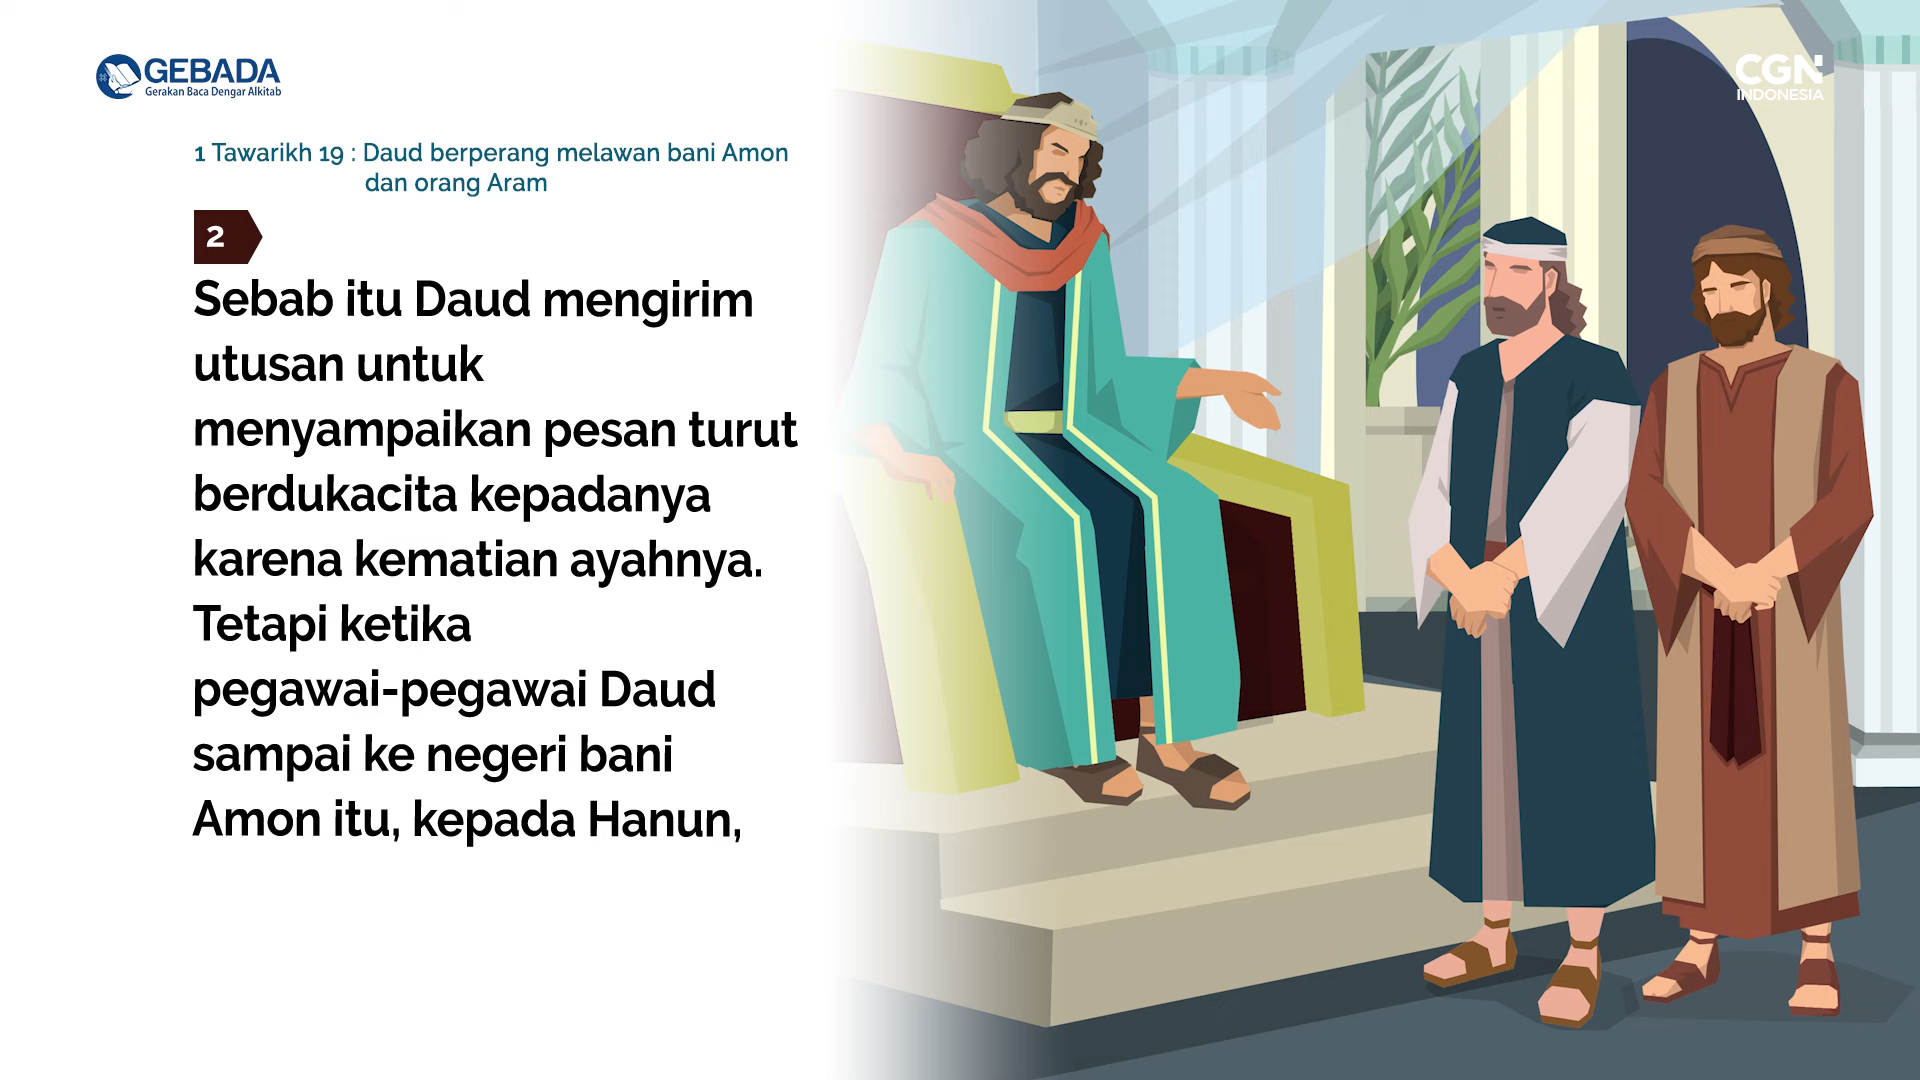 GEBADA
Gerakan Baca Dengar Alkitab
CGN
INDONESIA
1 Tawarikh 19 : Daud berperang melawan bani Amon
dan orang Aram
2
Sebab itu Daud mengirim
utusan untuk
menyampaikan pesan turut
berdukacita kepadanya
karena kematian ayahnya.
Tetapi ketika
pegawai-pegawai Daud
sampai ke negeri bani
Amon itu, kepada Hanun,